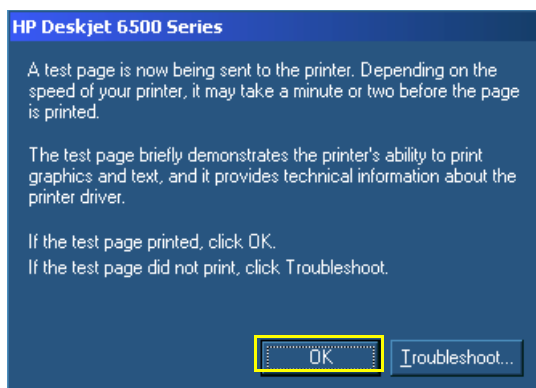 HP Deskjet 6500 Series
A test page is now being sent to the printer. Depending on the
speed of your printer, it may take a minute or two before the page
is printed.
The test page briefly demonstrates the printer's ability to print
graphics and text, and it provides technical information about the
printer driver.
If the test page printed, click OK.
If the test page did not print, click Troubleshoot.
OK
Troubleshoot...